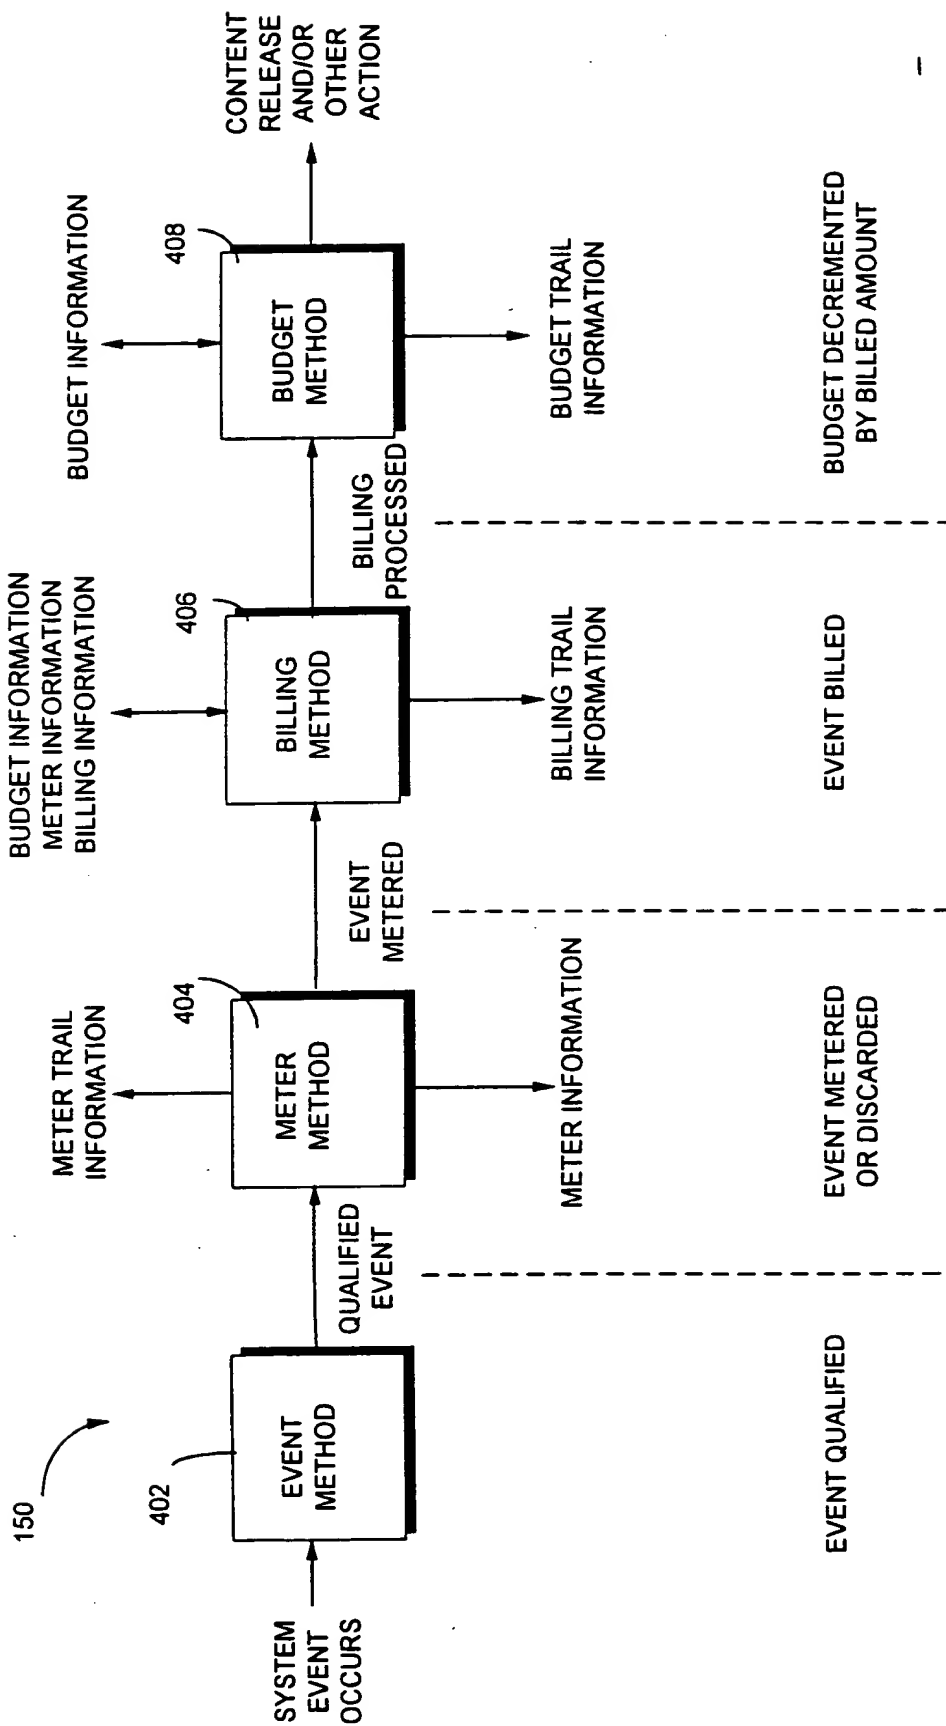 150
SYSTEM
EVENT
OCCURS
402
EVENT
METHOD
QUALIFIED
EVENT
EVENT QUALIFIED
METER TRAIL
INFORMATION
404
METER
METHOD
EVENT
METERED
METER INFORMATION
EVENT METERED
OR DISCARDED
BUDGET INFORMATION
METER INFORMATION
BILLING INFORMATION
406
BILLING
METHOD
BILLING
PROCESSED
BILLING TRAIL
INFORMATION
EVENT BILLED
BUDGET INFORMATION
408
BUDGET
METHOD
CONTENT
RELEASE
AND/OR
OTHER
ACTION
BUDGET TRAIL
INFORMATION
BUDGET DECREMENTED
BY BILLED AMOUNT